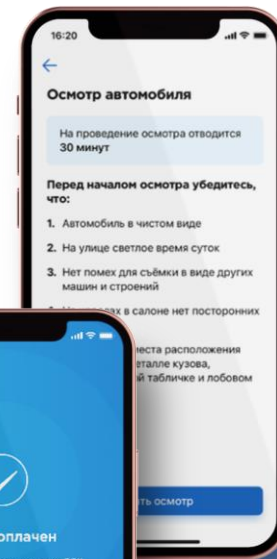 16:20
Осмотр автомобиля
На проведение осмотра отводится
30 минут
Перед началом осмотра убедитесь,
что:
1. Автомобиль в чистом виде
2. На улице светлое время суток
3. Нет помех для съёмки в виде других
машин и строений
в салоне нет посторонних
места расположения
металле кузова,
табличке и лобовом
осмотр
оплачен